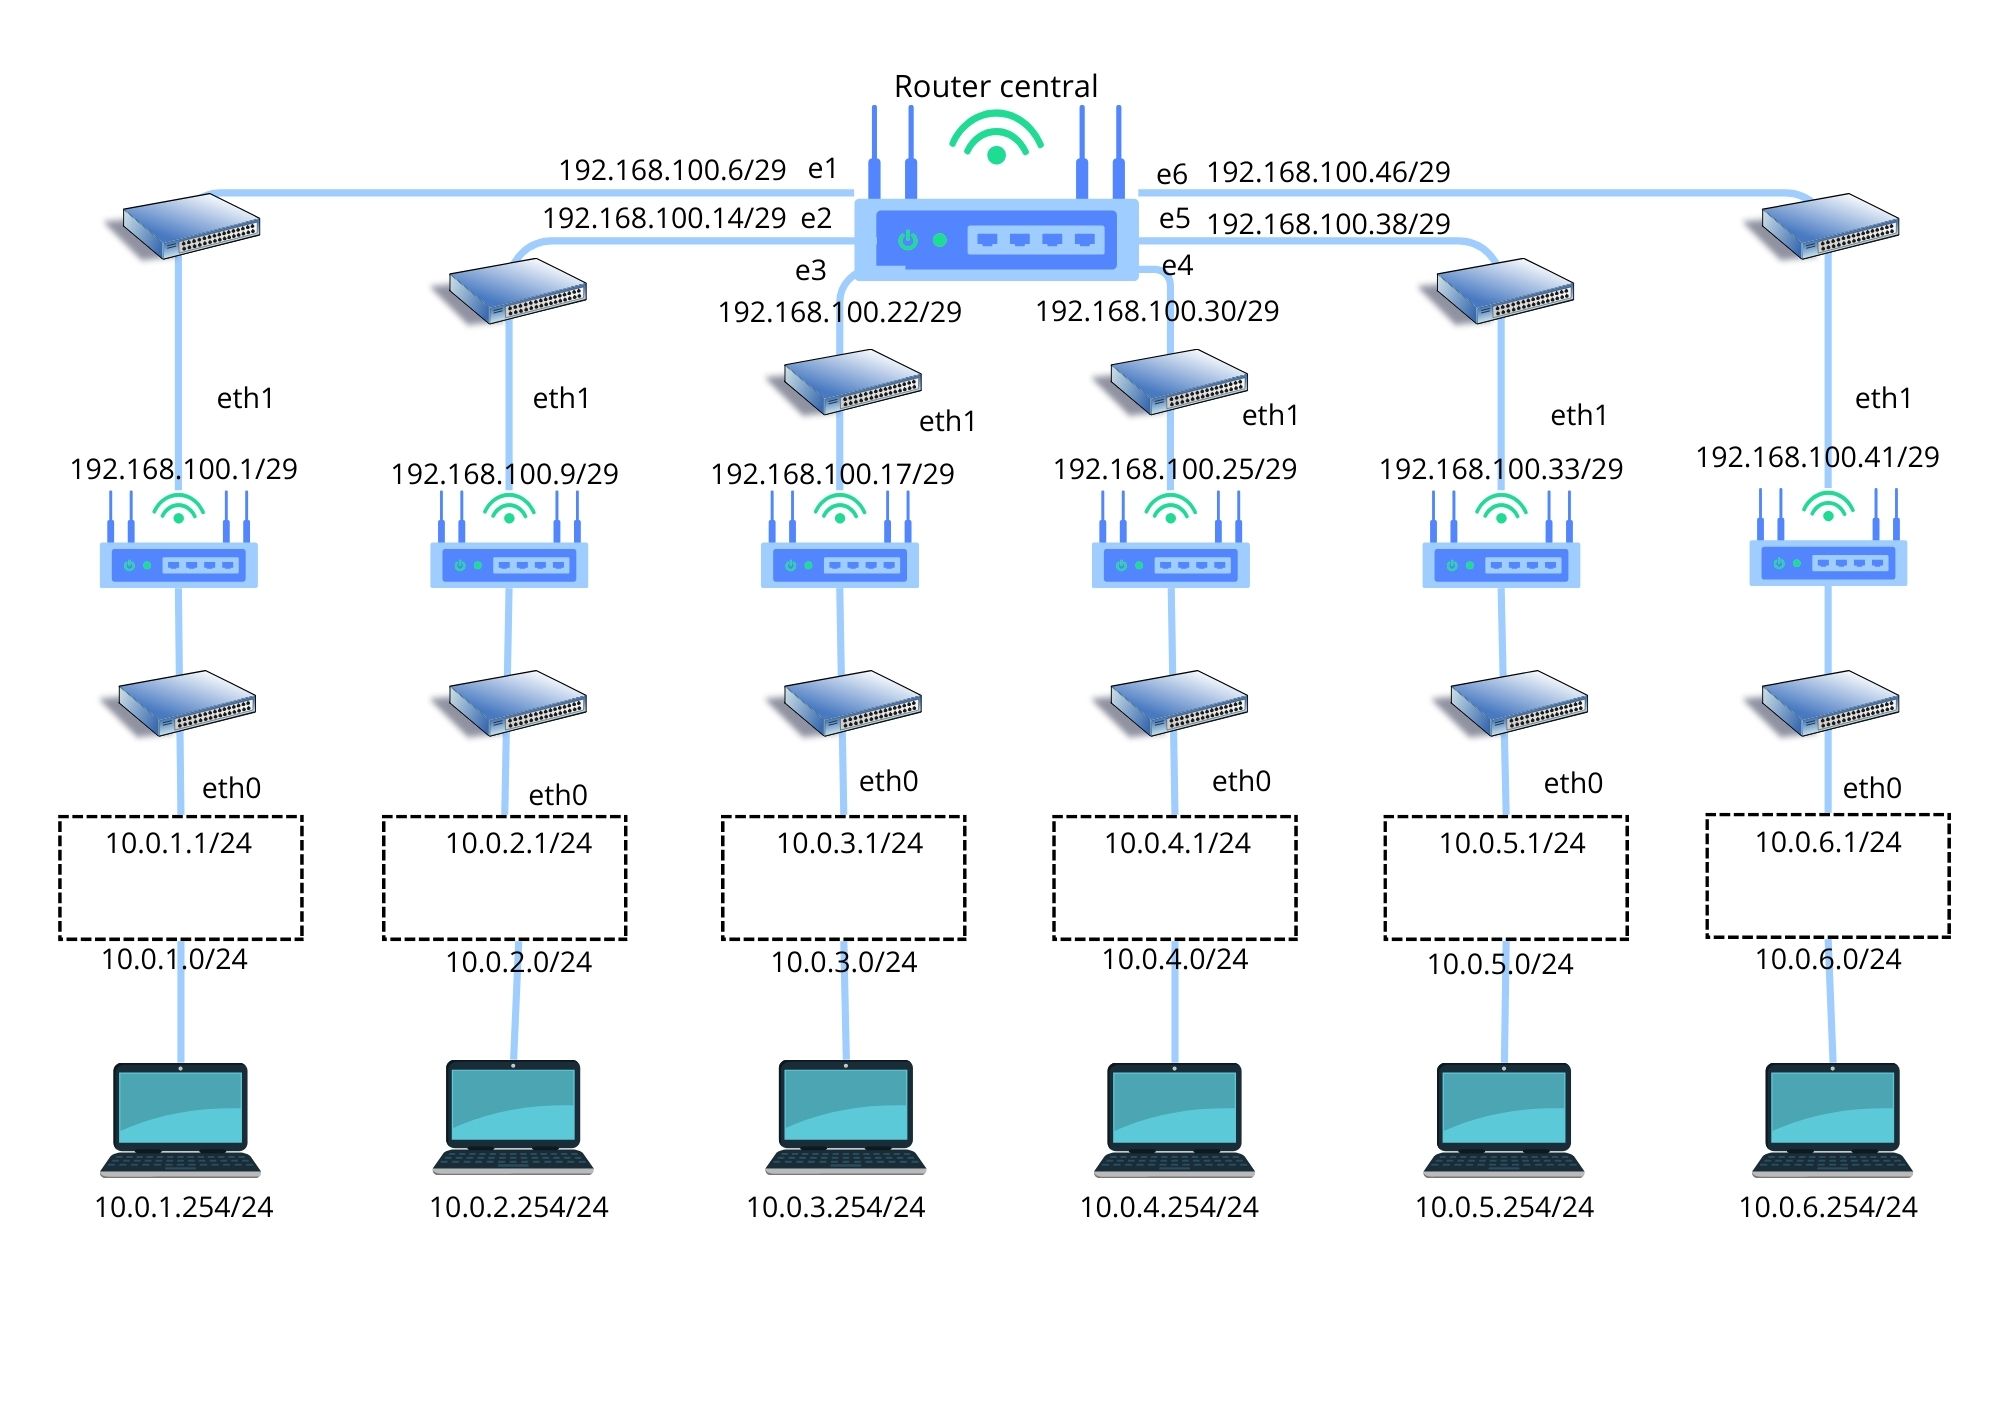 Router central
192.168.100.6/29 e1
e6 192.168.100.46/29
192.168.100.14/29 e2
e5 192.168.100.38/29
e3
e4
192.168.100.22/29
192.168.100.30/29
eth1
eth1
eth1
eth1
eth1
eth1
192.168.100.1/29
192.168.100.9/29
192.168.100.17/29
192.168.100.25/29
192.168.100.33/29
192.168.100.41/29
eth0
eth0
eth0
eth0
eth0
eth0
10.0.1.1/24
10.0.2.1/24
10.0.3.1/24
10.0.4.1/24
10.0.5.1/24
10.0.6.1/24
10.0.1.0/24
10.0.2.0/24
10.0.3.0/24
10.0.4.0/24
10.0.5.0/24
10.0.6.0/24
10.0.1.254/24
10.0.2.254/24
10.0.3.254/24
10.0.4.254/24
10.0.5.254/24
10.0.6.254/24